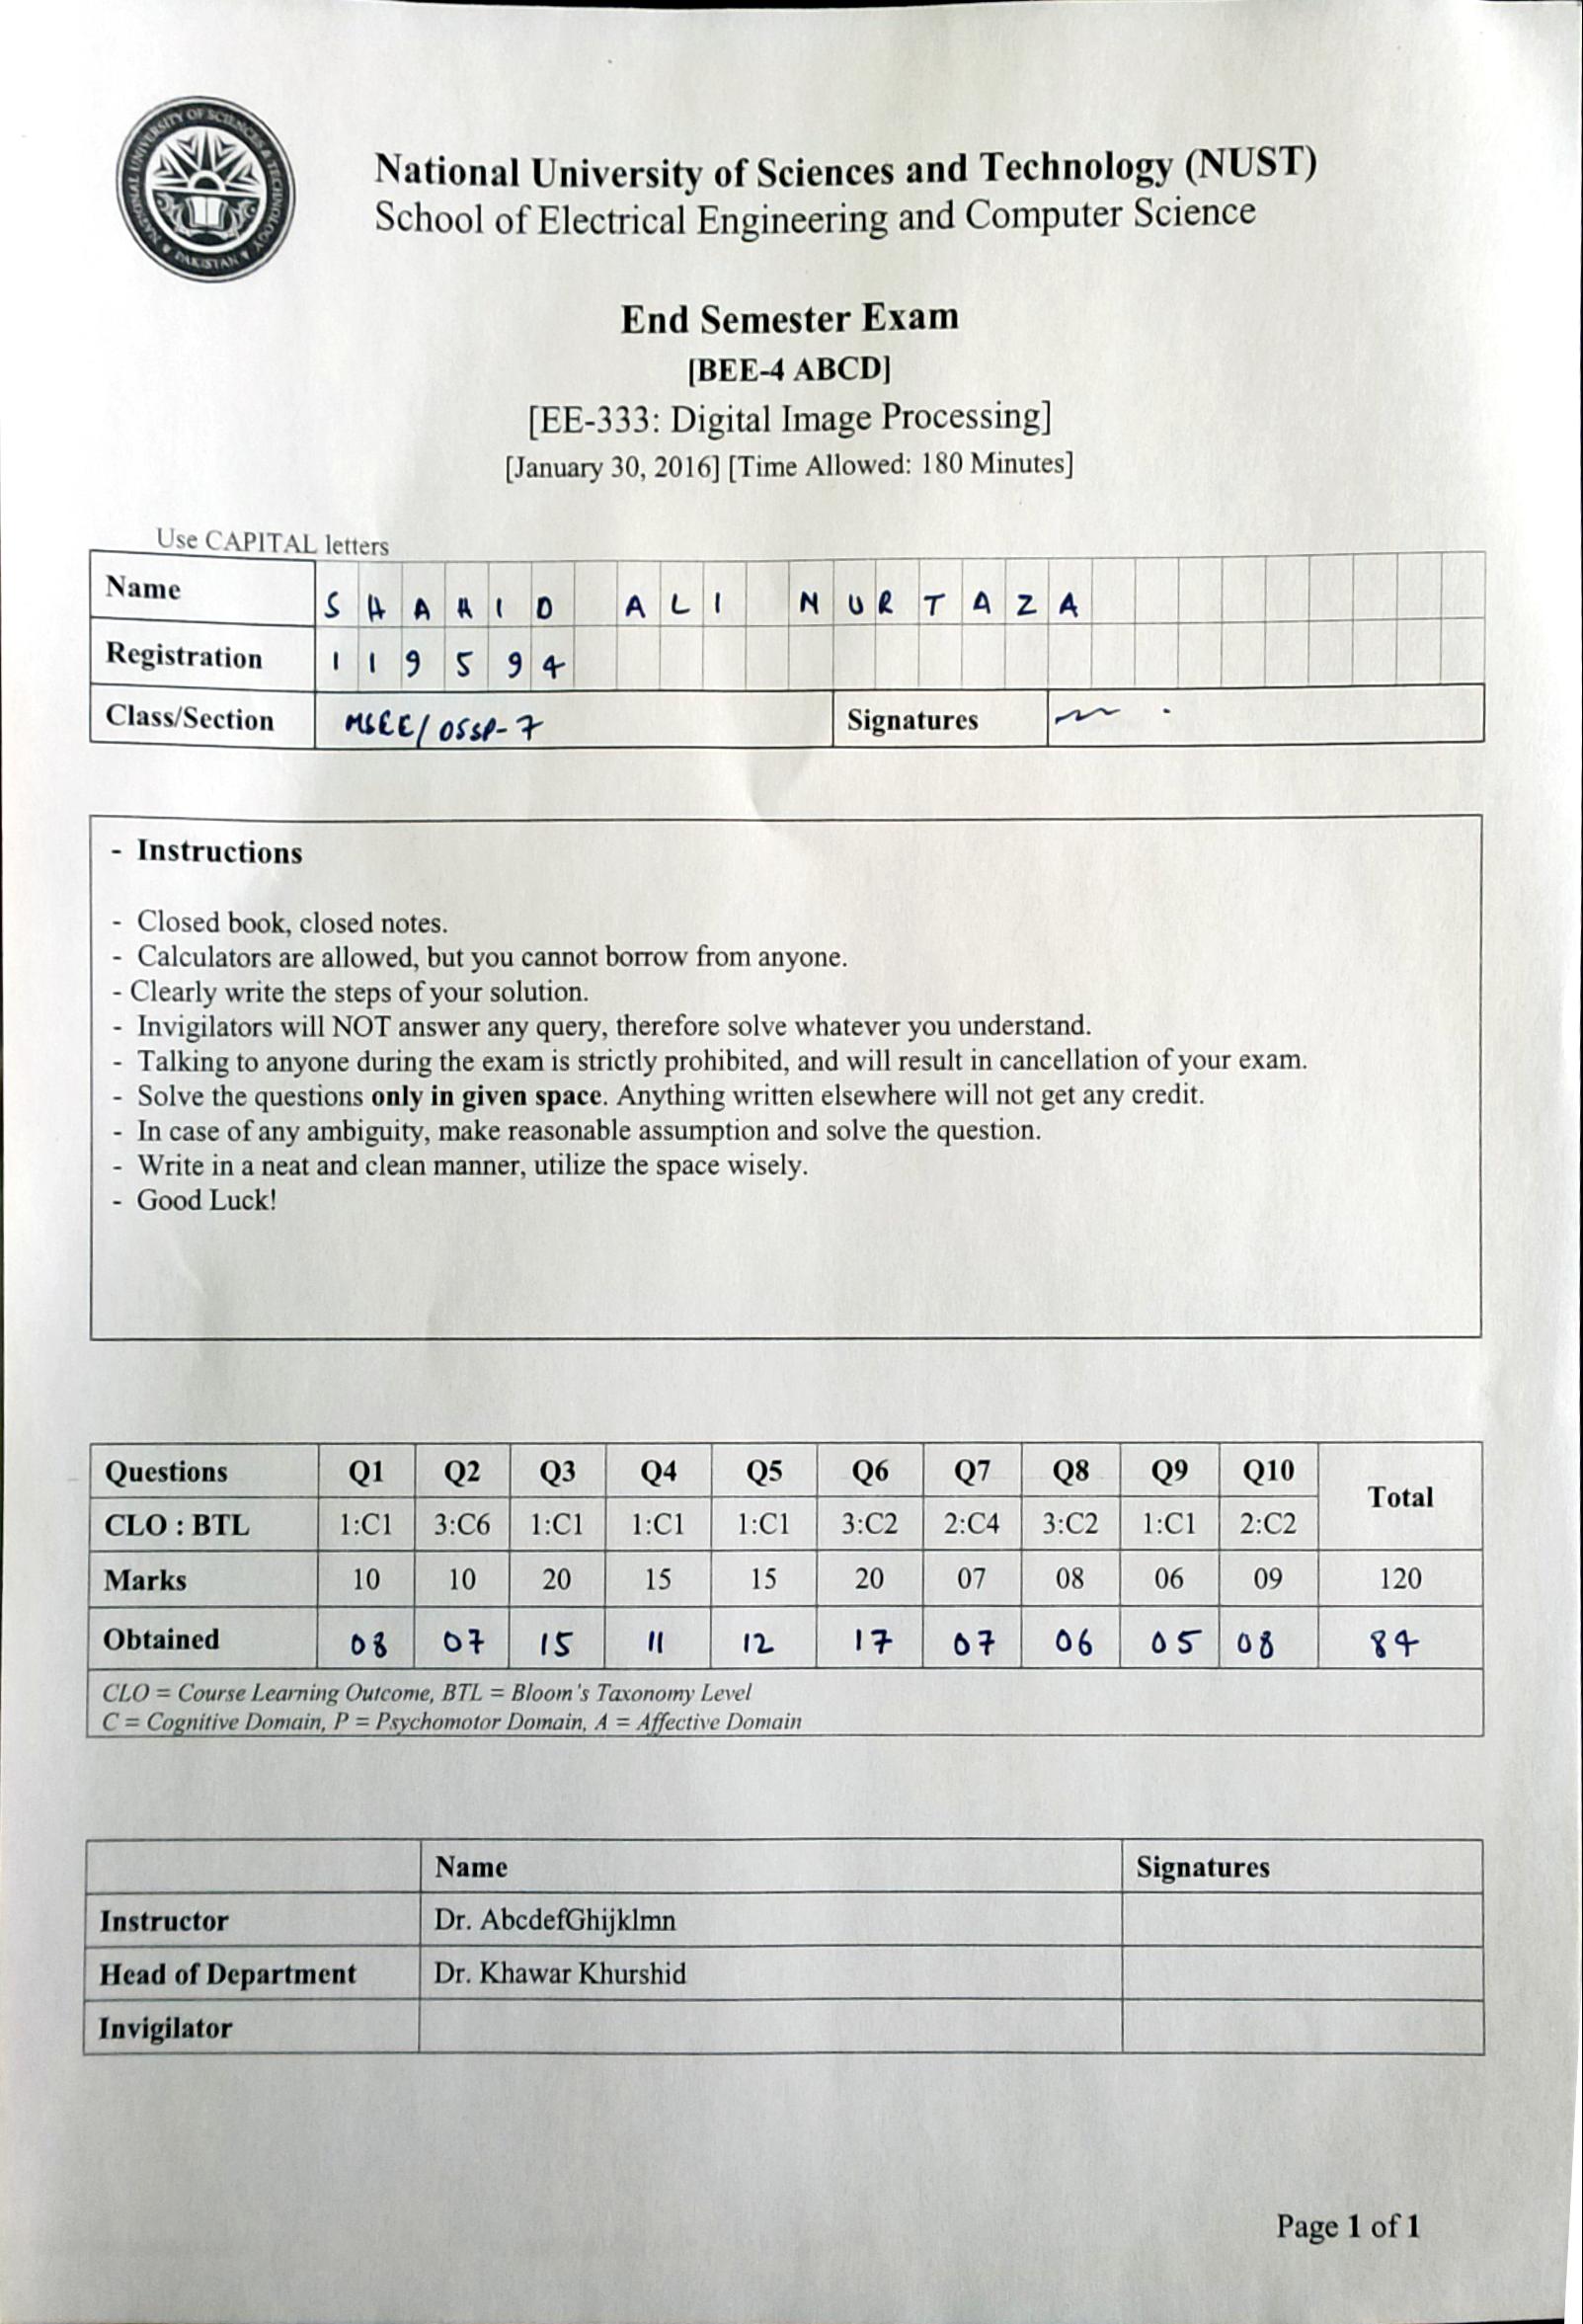 NATIONAL UNIVERSITY OF SCIENCES & TECHNOLOGY
PAKISTAN
National University of Sciences and Technology (NUST)
School of Electrical Engineering and Computer Science
End Semester Exam
[BEE-4 ABCD]
[EE-333: Digital Image Processing]
[January 30, 2016] [Time Allowed: 180 Minutes]
Use CAPITAL letters
Name SHAHID ALI NURTAZA
Registration 119594
Class/Section MSEE/DSSP-7 Signatures
- Instructions
- Closed book, closed notes.
- Calculators are allowed, but you cannot borrow from anyone.
- Clearly write the steps of your solution.
- Invigilators will NOT answer any query, therefore solve whatever you understand.
- Talking to anyone during the exam is strictly prohibited, and will result in cancellation of your exam.
- Solve the questions only in given space. Anything written elsewhere will not get any credit.
- In case of any ambiguity, make reasonable assumption and solve the question.
- Write in a neat and clean manner, utilize the space wisely.
- Good Luck!
Questions Q1 Q2 Q3 Q4 Q5 Q6 Q7 Q8 Q9 Q10 Total
CLO : BTL 1:C1 3:C6 1:C1 1:C1 1:C1 3:C2 2:C4 3:C2 1:C1 2:C2
Marks 10 10 20 15 15 20 07 08 06 09 120
Obtained 08 07 15 11 12 17 07 06 05 08 84
CLO = Course Learning Outcome, BTL = Bloom's Taxonomy Level
C = Cognitive Domain, P = Psychomotor Domain, A = Affective Domain
Name Signatures
Instructor Dr. AbcdefGhijklmn
Head of Department Dr. Khawar Khurshid
Invigilator
Page 1 of 1